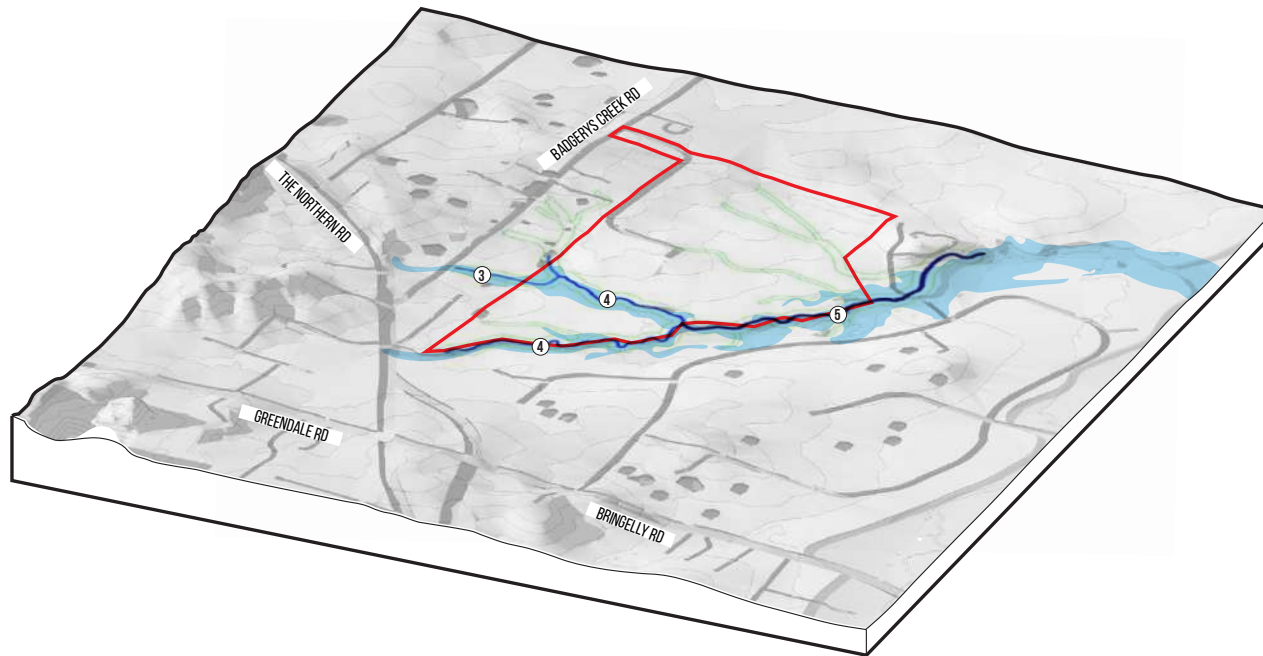 BADGERYS CREEK RD
THE NORTHERN RD
3
4
5
4
GREENDALE RD
BRINGELLY RD